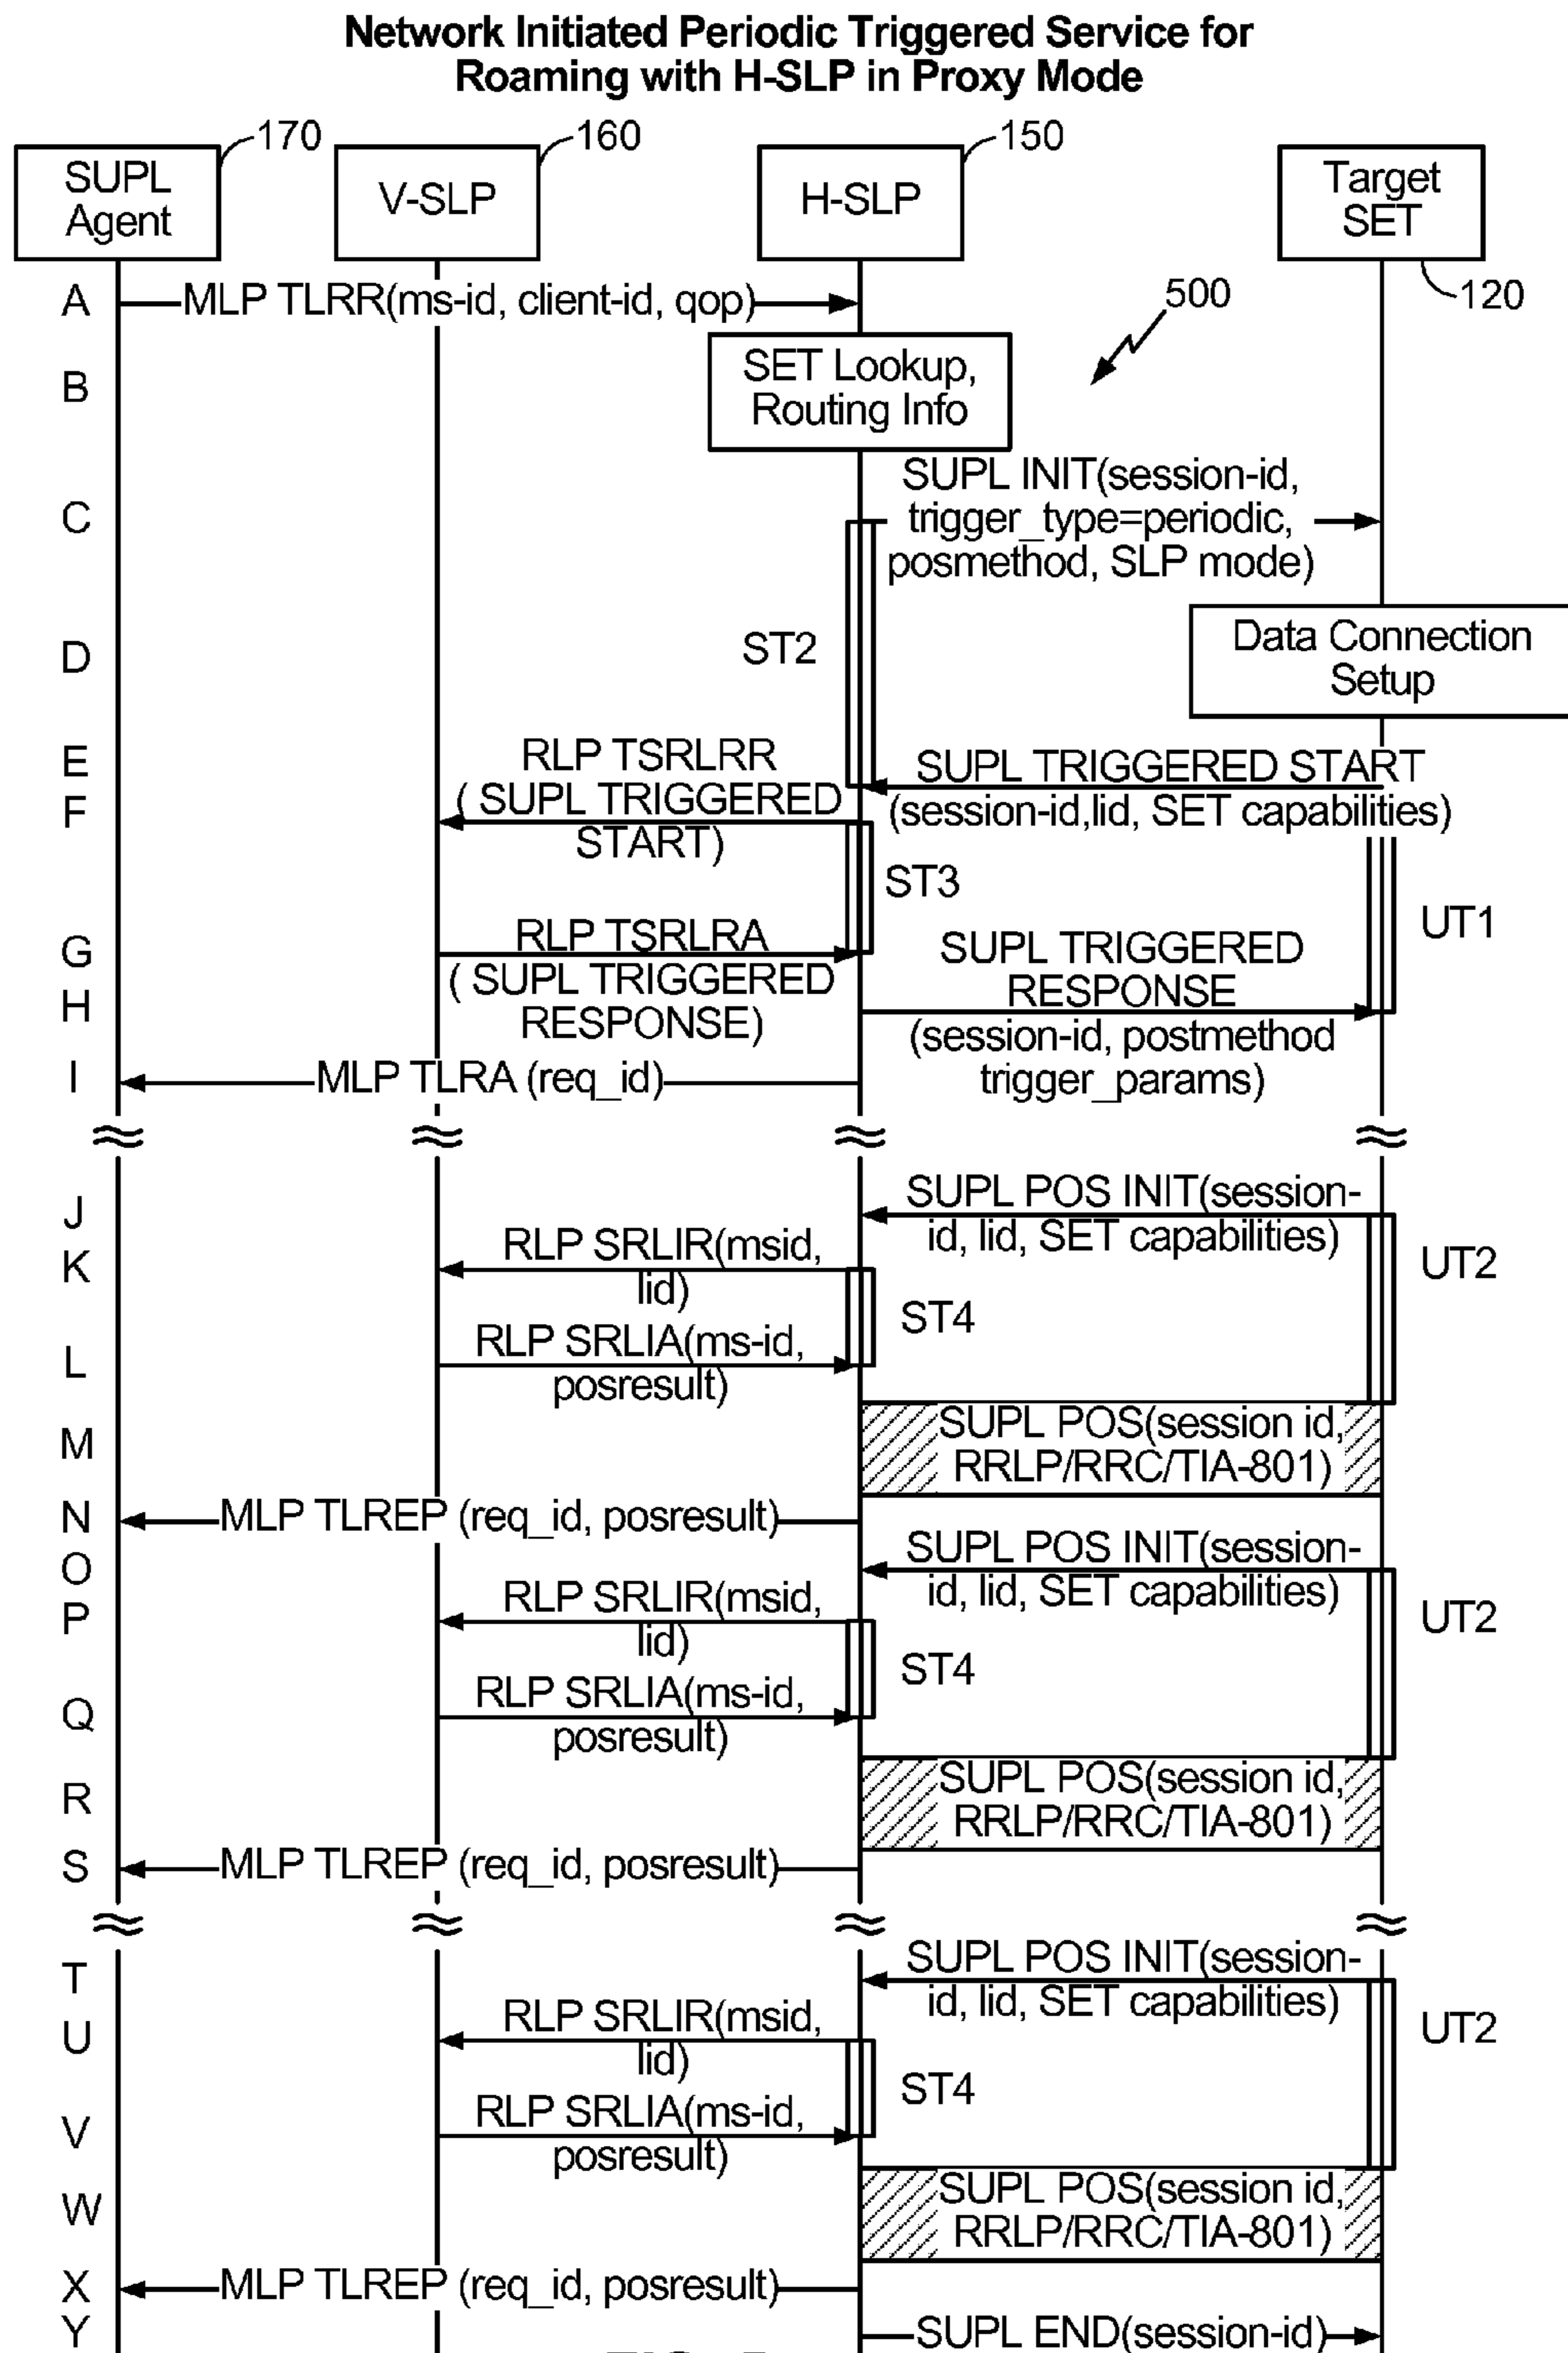 Network Initiated Periodic Triggered Service for
Roaming with H-SLP in Proxy Mode
170
160
150
SUPL
Agent
V-SLP
H-SLP
Target
SET
120
A
MLP TLRR(ms-id, client-id, qop)
500
B
SET Lookup,
Routing Info
C
SUPL INIT(session-id,
trigger_type=periodic,
posmethod, SLP mode)
D
ST2
Data Connection
Setup
E
SUPL TRIGGERED START
(session-id,lid, SET capabilities)
F
RLP TSRLRR
( SUPL TRIGGERED
START)
ST3
UT1
G
RLP TSRLRA
( SUPL TRIGGERED
RESPONSE)
H
SUPL TRIGGERED
RESPONSE
(session-id, postmethod
trigger_params)
I
MLP TLRA (req_id)
J
SUPL POS INIT(session-
id, lid, SET capabilities)
K
RLP SRLIR(msid,
lid)
UT2
ST4
L
RLP SRLIA(ms-id,
posresult)
M
SUPL POS(session id,
RRLP/RRC/TIA-801)
N
MLP TLREP (req_id, posresult)
O
SUPL POS INIT(session-
id, lid, SET capabilities)
P
RLP SRLIR(msid,
lid)
UT2
ST4
Q
RLP SRLIA(ms-id,
posresult)
R
SUPL POS(session id,
RRLP/RRC/TIA-801)
S
MLP TLREP (req_id, posresult)
T
SUPL POS INIT(session-
id, lid, SET capabilities)
U
RLP SRLIR(msid,
lid)
UT2
ST4
V
RLP SRLIA(ms-id,
posresult)
W
SUPL POS(session id,
RRLP/RRC/TIA-801)
X
MLP TLREP (req_id, posresult)
Y
SUPL END(session-id)